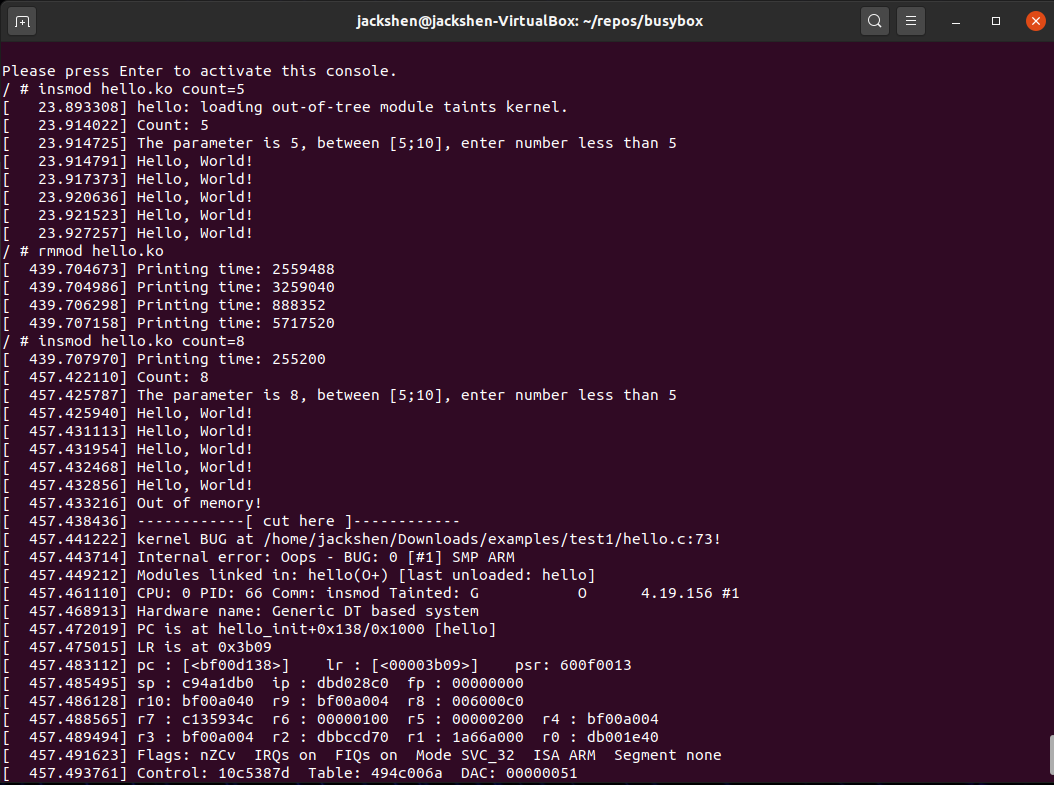 jackshen@jackshen-VirtualBox: ~/repos/busybox
Please press Enter to activate this console.
/ # insmod hello.ko count=5
[   23.893308] hello: loading out-of-tree module taints kernel.
[   23.914022] Count: 5
[   23.914725] The parameter is 5, between [5;10], enter number less than 5
[   23.914791] Hello, World!
[   23.917373] Hello, World!
[   23.920636] Hello, World!
[   23.921523] Hello, World!
[   23.927257] Hello, World!
/ # rmmod hello.ko
[  439.704673] Printing time: 2559488
[  439.704986] Printing time: 3259040
[  439.706298] Printing time: 888352
[  439.707158] Printing time: 5717520
/ # insmod hello.ko count=8
[  439.707970] Printing time: 255200
[  457.422110] Count: 8
[  457.425787] The parameter is 8, between [5;10], enter number less than 5
[  457.425940] Hello, World!
[  457.431113] Hello, World!
[  457.431954] Hello, World!
[  457.432468] Hello, World!
[  457.432856] Hello, World!
[  457.433216] Out of memory!
[  457.438436] ------------[ cut here ]------------
[  457.441222] kernel BUG at /home/jackshen/Downloads/examples/test1/hello.c:73!
[  457.443714] Internal error: Oops - BUG: 0 [#1] SMP ARM
[  457.449212] Modules linked in: hello(O+) [last unloaded: hello]
[  457.461110] CPU: 0 PID: 66 Comm: insmod Tainted: G           O      4.19.156 #1
[  457.468913] Hardware name: Generic DT based system
[  457.472019] PC is at hello_init+0x138/0x1000 [hello]
[  457.475015] LR is at 0x3b09
[  457.483112] pc : [<bf00d138>]    lr : [<00003b09>]    psr: 600f0013
[  457.485495] sp : c94a1db0  ip : dbd028c0  fp : 00000000
[  457.486128] r10: bf00a040  r9 : bf00a004  r8 : 006000c0
[  457.488565] r7 : c135934c  r6 : 00000100  r5 : 00000200  r4 : bf00a004
[  457.489494] r3 : bf00a004  r2 : dbbccd70  r1 : 1a66a000  r0 : db001e40
[  457.491623] Flags: nZCv  IRQs on  FIQs on  Mode SVC_32  ISA ARM  Segment none
[  457.493761] Control: 10c5387d  Table: 494c006a  DAC: 00000051